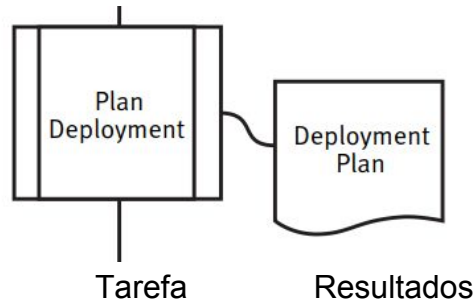 Plan
Deployment
Deployment
Plan
Tarefa
Resultados